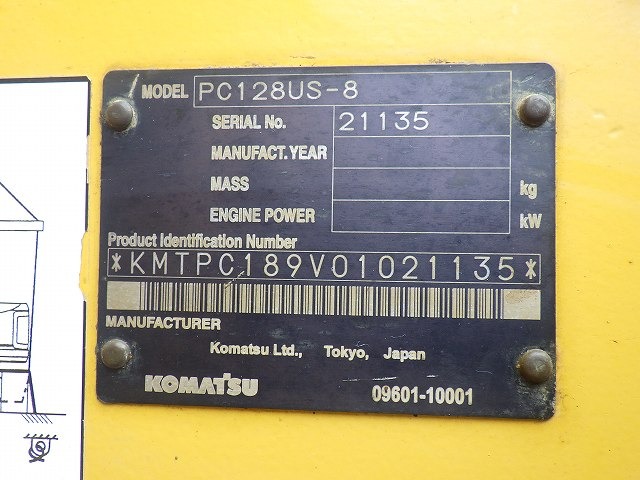 MODEL PC128US-8
SERIAL No. 21135
MANUFACT.YEAR
MASS kg
ENGINE POWER kW
Product Identification Number
*KMTPC189V01021135*
MANUFACTURER
Komatsu Ltd., Tokyo, Japan
KOMATSU 09601-10001